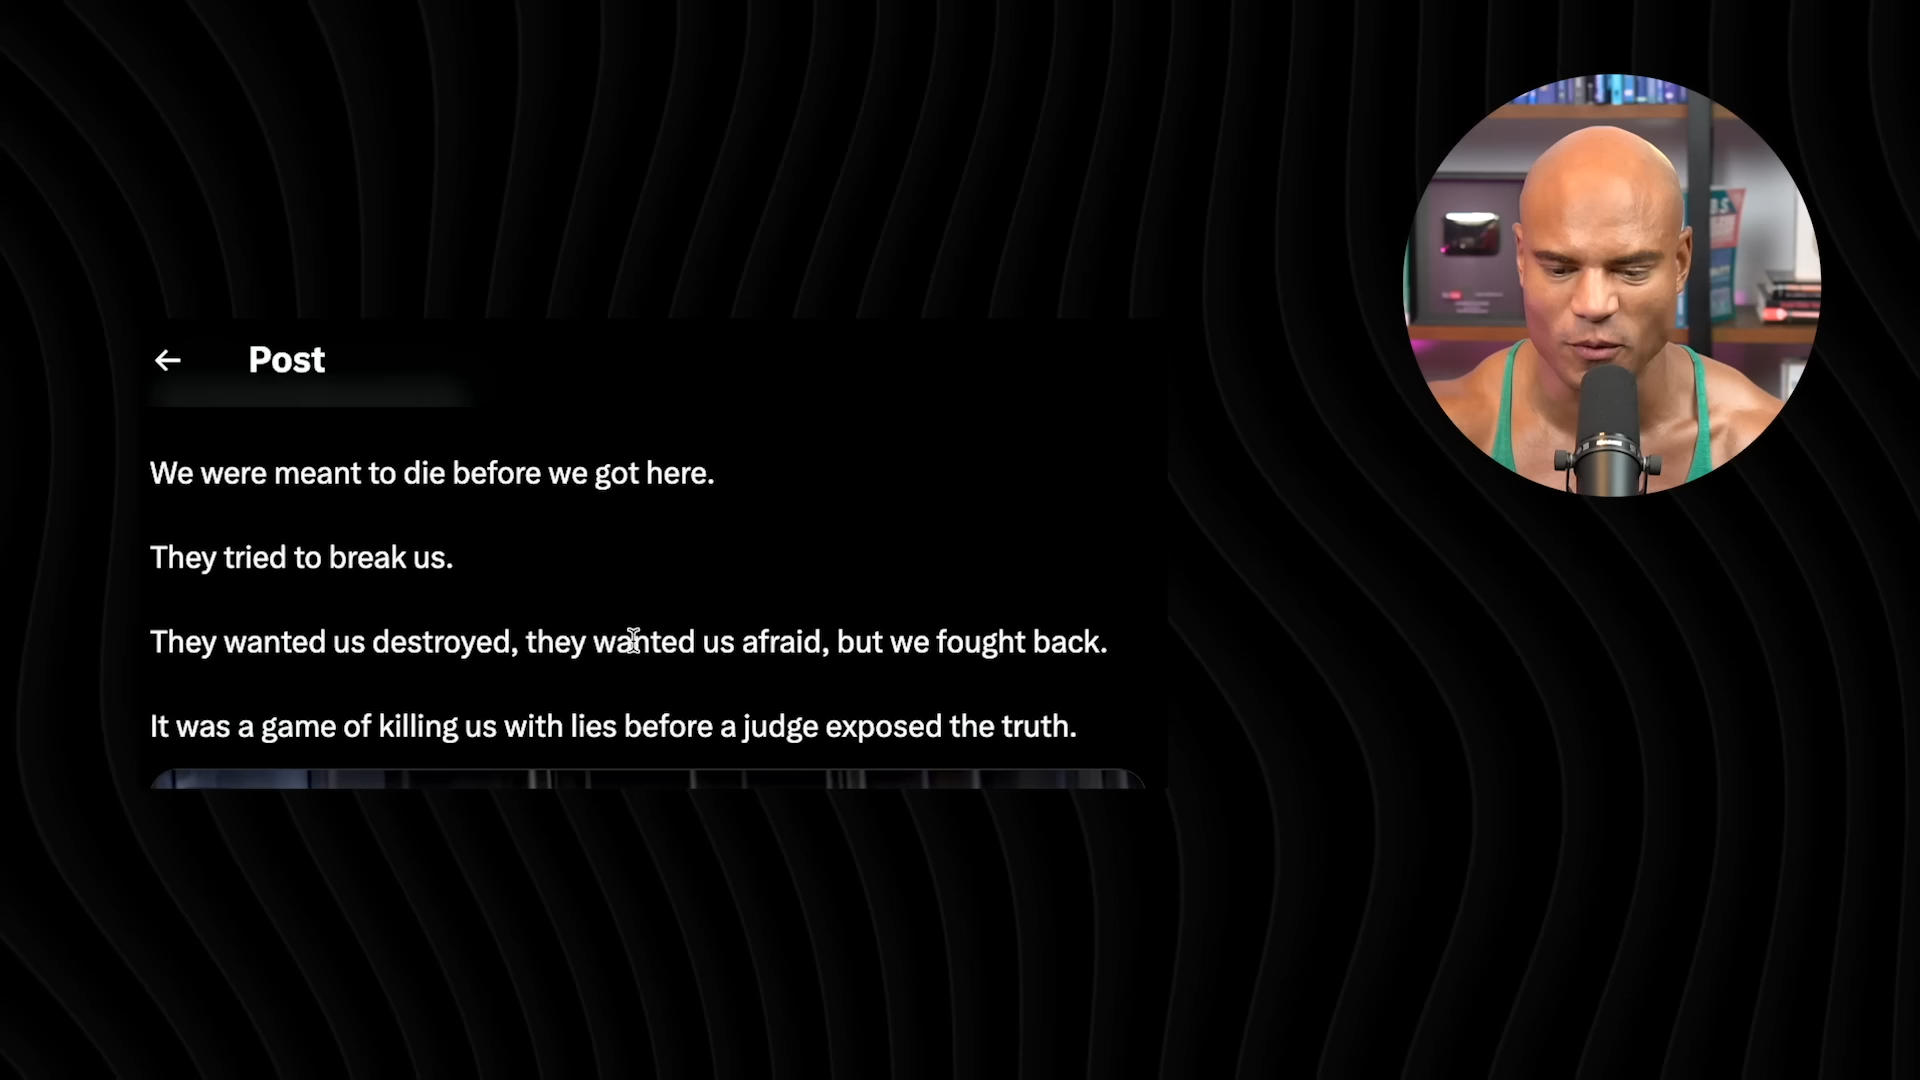 Post
We were meant to die before we got here.
They tried to break us.
They wanted us destroyed, they wanted us afraid, but we fought back.
It was a game of killing us with lies before a judge exposed the truth.